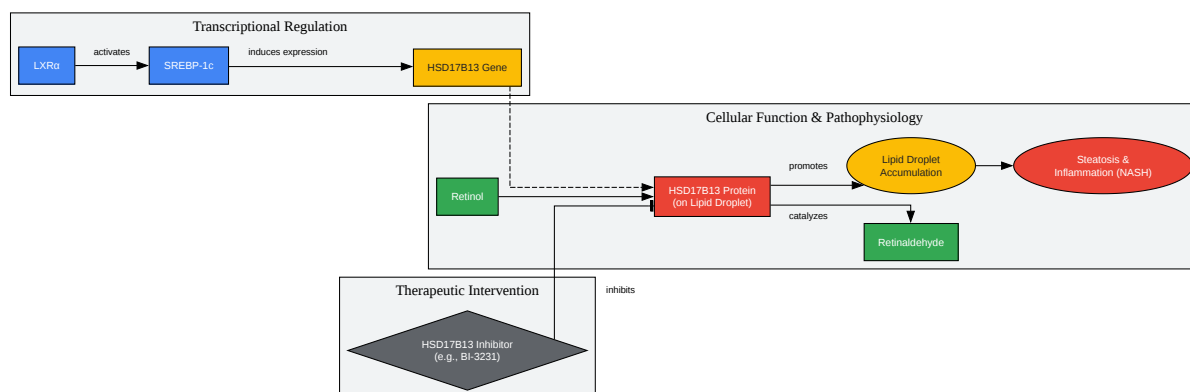 Transcriptional Regulation
LXRα
activates
SREBP-1c
induces expression
HSD17B13 Gene
Cellular Function & Pathophysiology
Retinol
HSD17B13 Protein
(on Lipid Droplet)
promotes
Lipid Droplet
Accumulation
Steatosis &
Inflammation (NASH)
catalyzes
Retinaldehyde
Therapeutic Intervention
inhibits
HSD17B13 Inhibitor
(e.g., BI-3231)